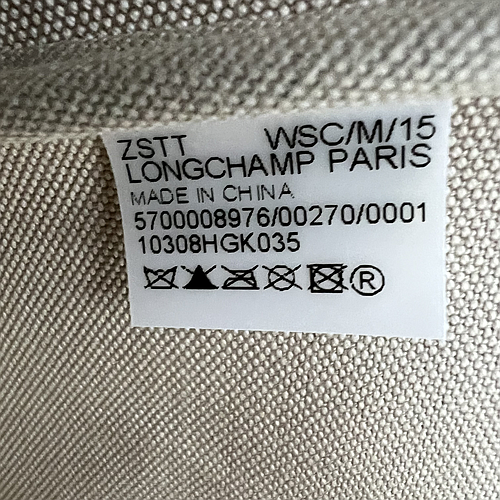 ZSTT WSC/M/15
LONGCHAMP PARIS
MADE IN CHINA
5700008976/00270/0001
10308HGK035
®